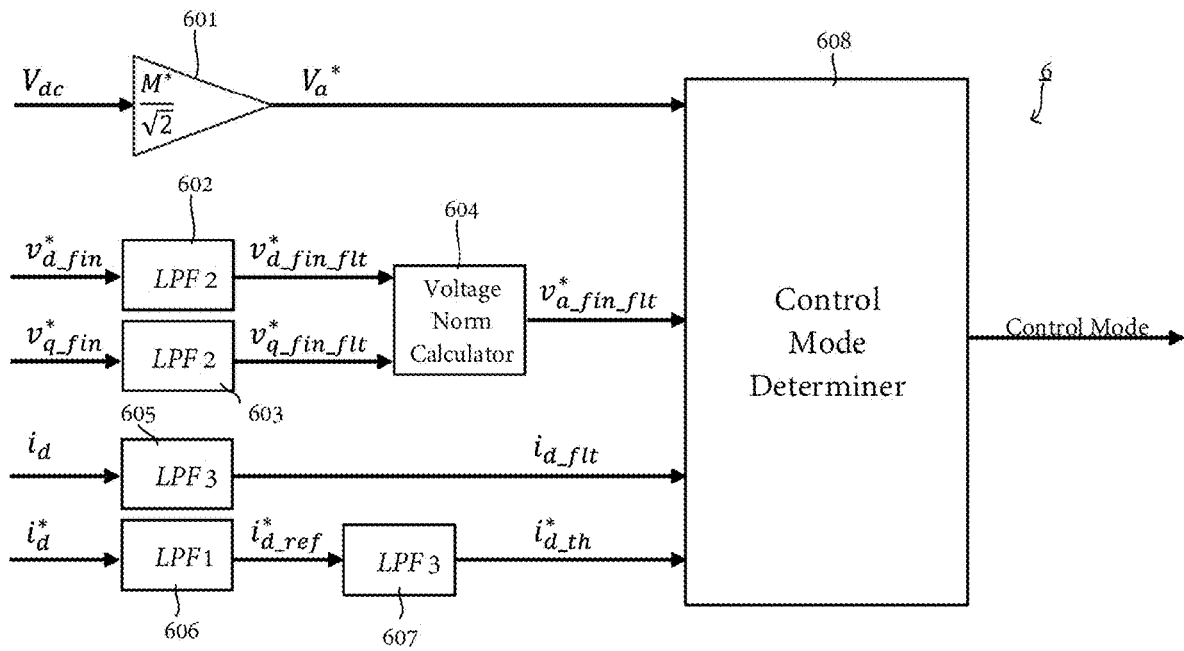 601
608
6
V_dc
M*/√2
V_a*
602
604
v*_d_fin
LPF 2
v*_d_fin_flt
Voltage
Norm
Calculator
v*_a_fin_flt
v*_q_fin
LPF 2
v*_q_fin_flt
Control
Mode
Determiner
Control Mode
605
603
i_d
LPF 3
i_d_flt
i*_d
LPF1
i*_d_ref
LPF 3
i*_d_th
606
607